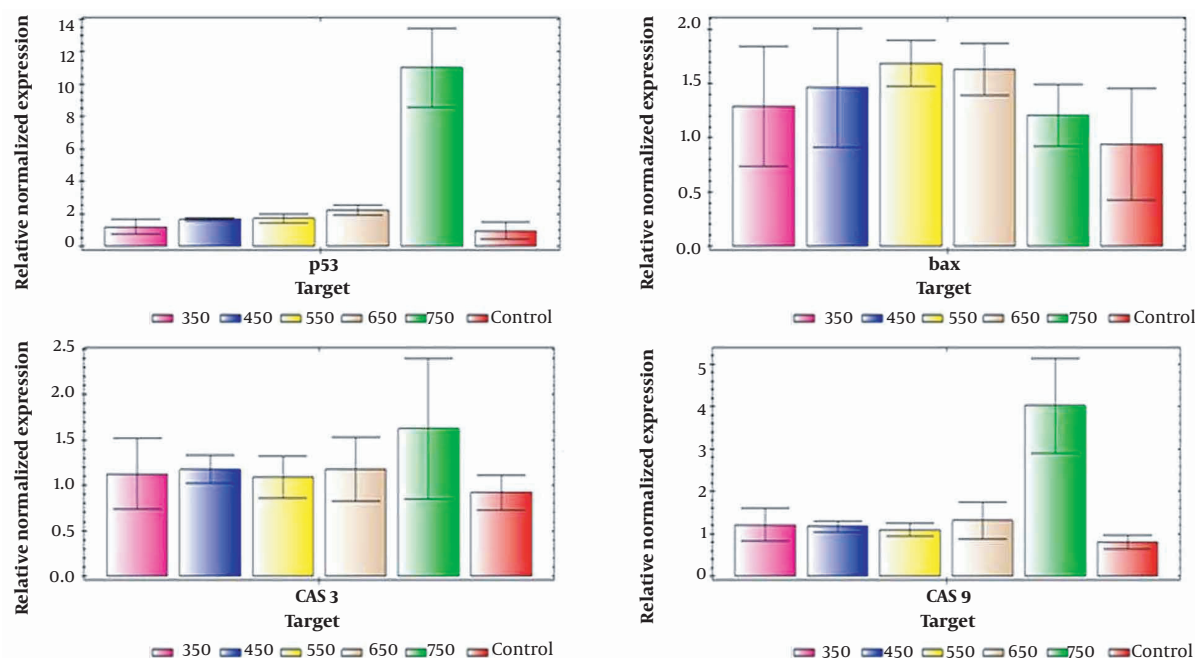 Relative normalized expression
14
12
10
8
6
4
2
0
p53
Target
350 450 550 650 750 Control
Relative normalized expression
2.0
1.5
1.0
0.5
0.0
bax
Target
350 450 550 650 750 Control
Relative normalized expression
2.5
2.0
1.5
1.0
0.5
0.0
CAS 3
Target
350 450 550 650 750 Control
Relative normalized expression
5
4
3
2
1
0
CAS 9
Target
350 450 550 650 750 Control